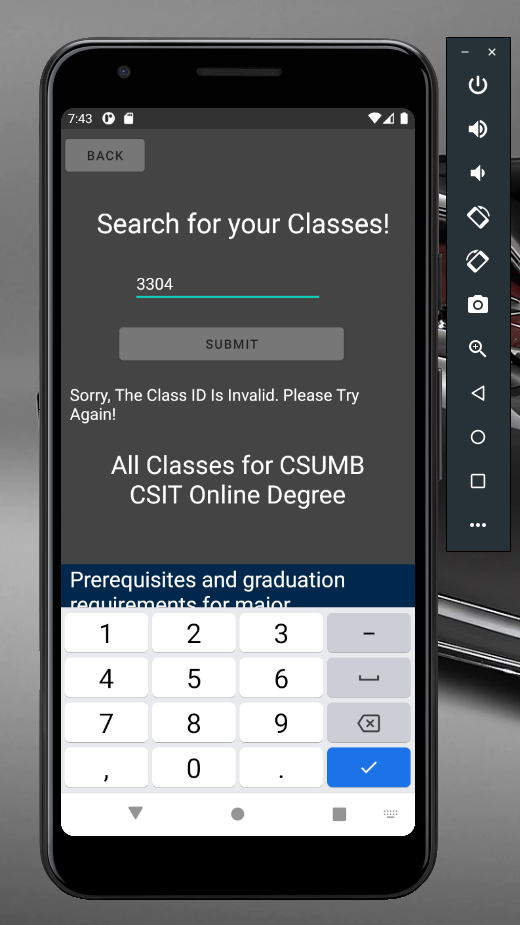 7:43
BACK
Search for your Classes!
3304
SUBMIT
Sorry, The Class ID Is Invalid. Please Try
Again!
All Classes for CSUMB
CSIT Online Degree
Prerequisites and graduation
requirements for major
1 2 3 -
4 5 6
7 8 9
, 0 .